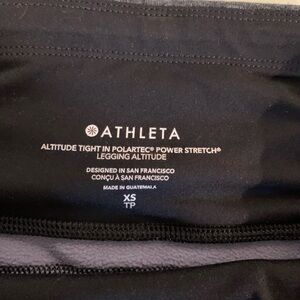 ATHLETA
ALTITUDE TIGHT IN POLARTEC® POWER STRETCH®
LEGGING ALTITUDE
DESIGNED IN SAN FRANCISCO
CONÇU À SAN FRANCISCO
MADE IN GUATEMALA
XS
TP